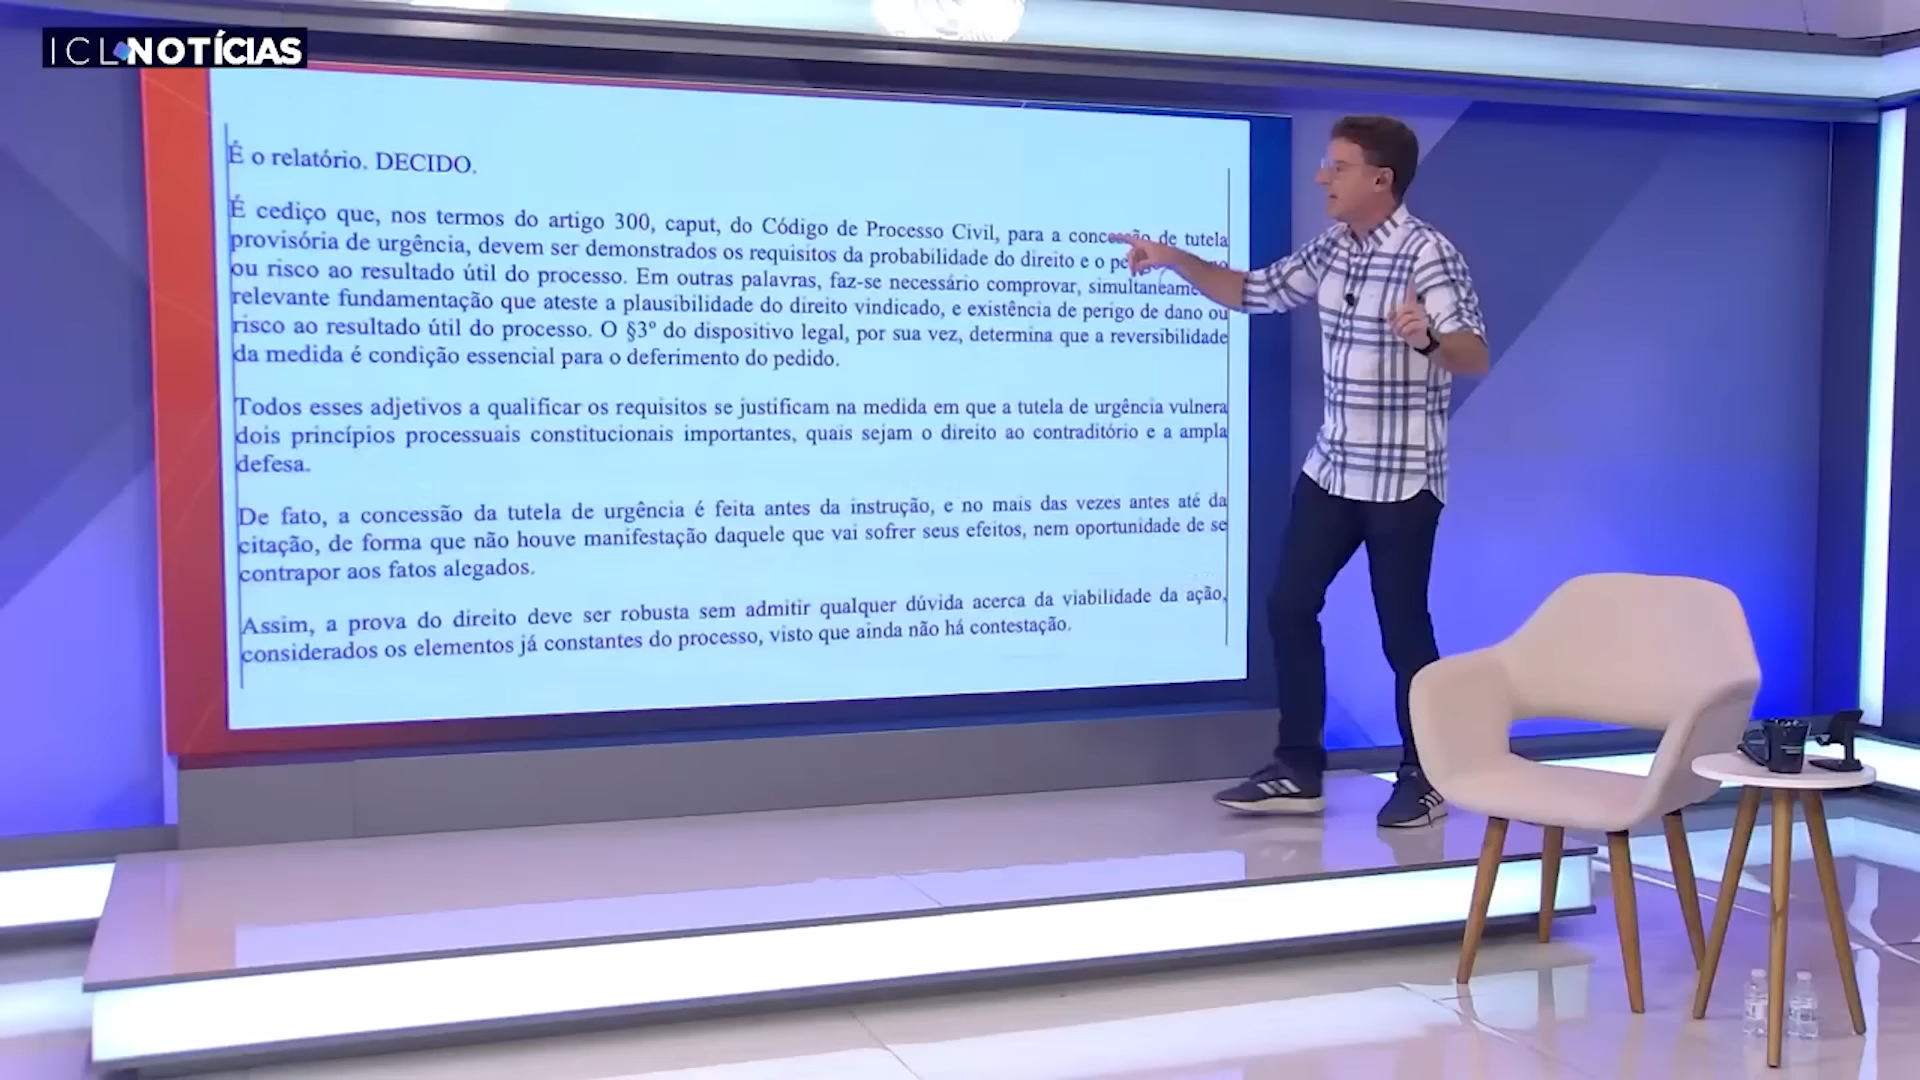 ICL NOTÍCIAS
É o relatório. DECIDO.
É cediço que, nos termos do artigo 300, caput, do Código de Processo Civil, para a concessão de tutela
provisória de urgência, devem ser demonstrados os requisitos da probabilidade do direito e o
ou risco ao resultado útil do processo. Em outras palavras, faz-se necessário comprovar,
relevante fundamentação que ateste a plausibilidade do direito vindicado, e existência de perigo de dano ou
risco ao resultado útil do processo. O §3º do dispositivo legal, por sua vez, determina que a reversibilidade
da medida é condição essencial para o deferimento do pedido.
Todos esses adjetivos a qualificar os requisitos se justificam na medida em que a tutela de urgência vulnera
dois princípios processuais constitucionais importantes, quais sejam o direito ao contraditório e a ampla
defesa.
De fato, a concessão da tutela de urgência é feita antes da instrução, e no mais das vezes antes até da
citação, de forma que não houve manifestação daquele que vai sofrer seus efeitos, nem oportunidade de se
contrapor aos fatos alegados.
Assim, a prova do direito deve ser robusta sem admitir qualquer dúvida acerca da viabilidade da ação,
considerados os elementos já constantes do processo, visto que ainda não há contestação.